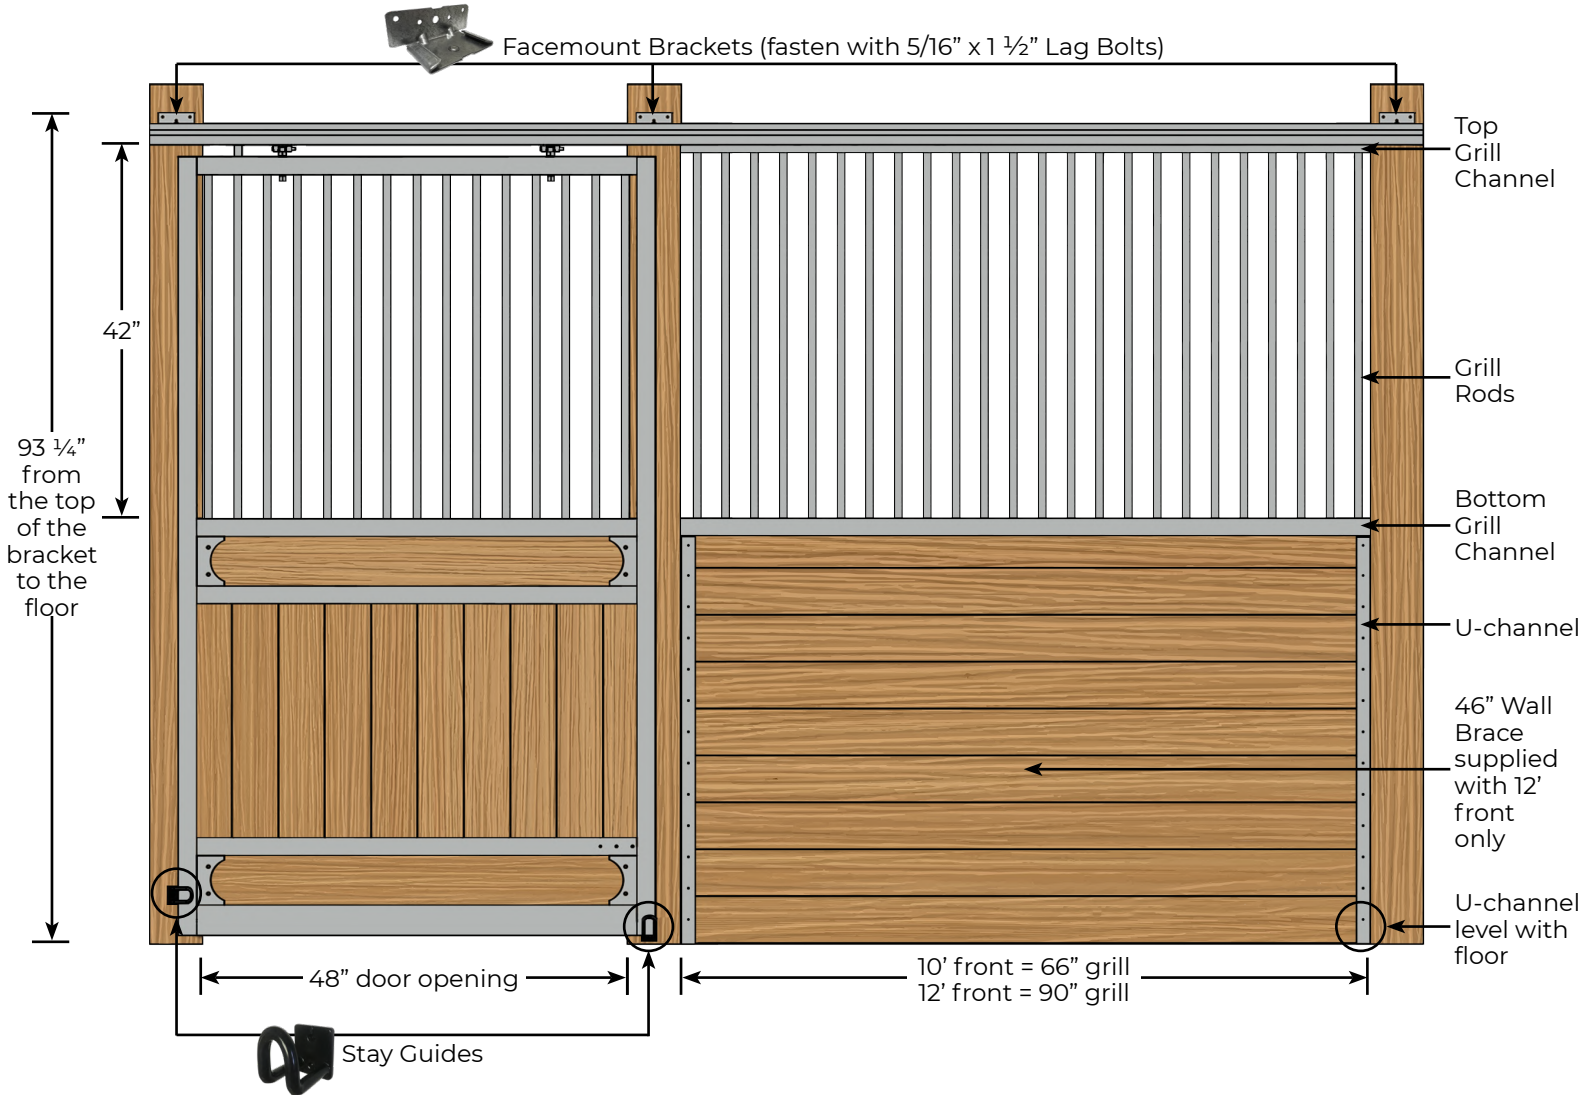 Facemount Brackets (fasten with 5/16” x 1 ½” Lag Bolts)
Top
Grill
Channel
42”
Grill
Rods
93 ¼”
from
the top
of the
bracket
to the
floor
Bottom
Grill
Channel
U-channel
46” Wall
Brace
supplied
with 12’
front
only
U-channel
level with
floor
48” door opening
10’ front = 66” grill
12’ front = 90” grill
Stay Guides